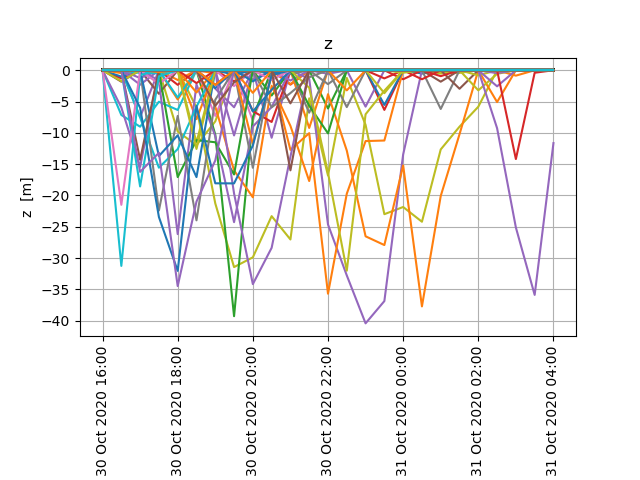 z
0
−5
−10
−15
−20
−25
−30
−35
−40
z [m]
30 Oct 2020 16:00
30 Oct 2020 18:00
30 Oct 2020 20:00
30 Oct 2020 22:00
31 Oct 2020 00:00
31 Oct 2020 02:00
31 Oct 2020 04:00